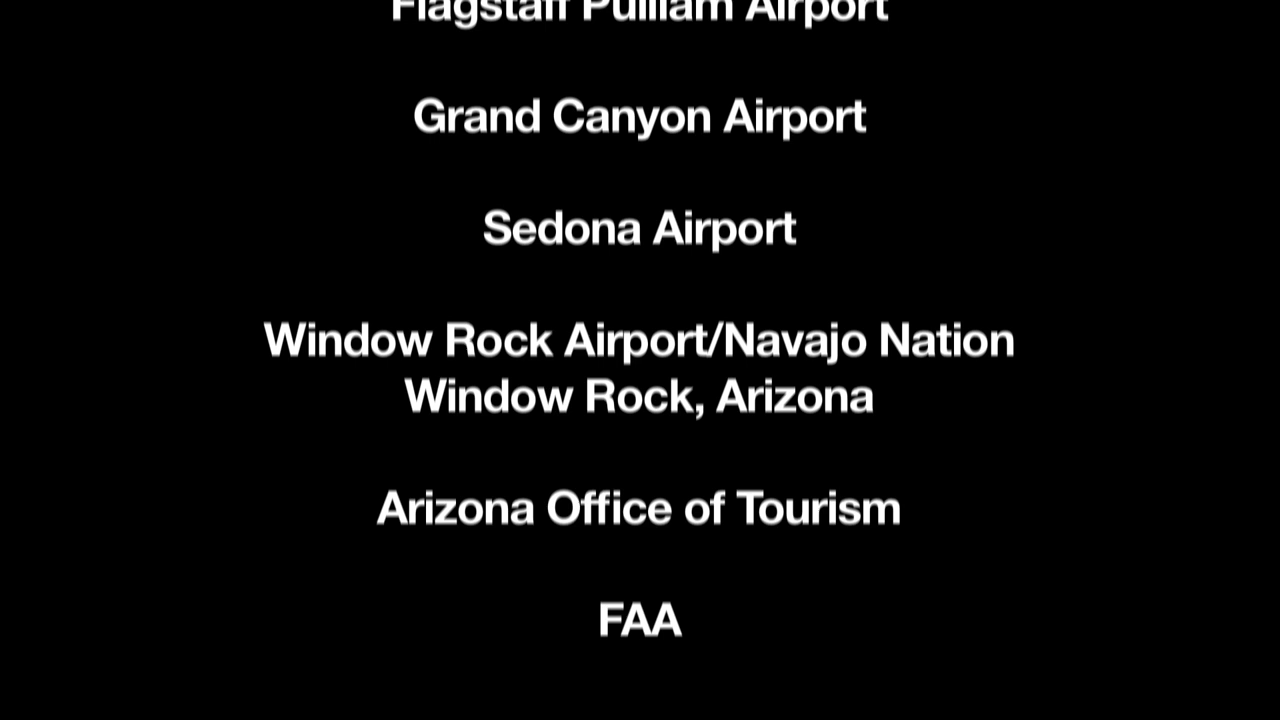 Flagstaff Pulliam Airport
Grand Canyon Airport
Sedona Airport
Window Rock Airport/Navajo Nation
Window Rock, Arizona
Arizona Office of Tourism
FAA